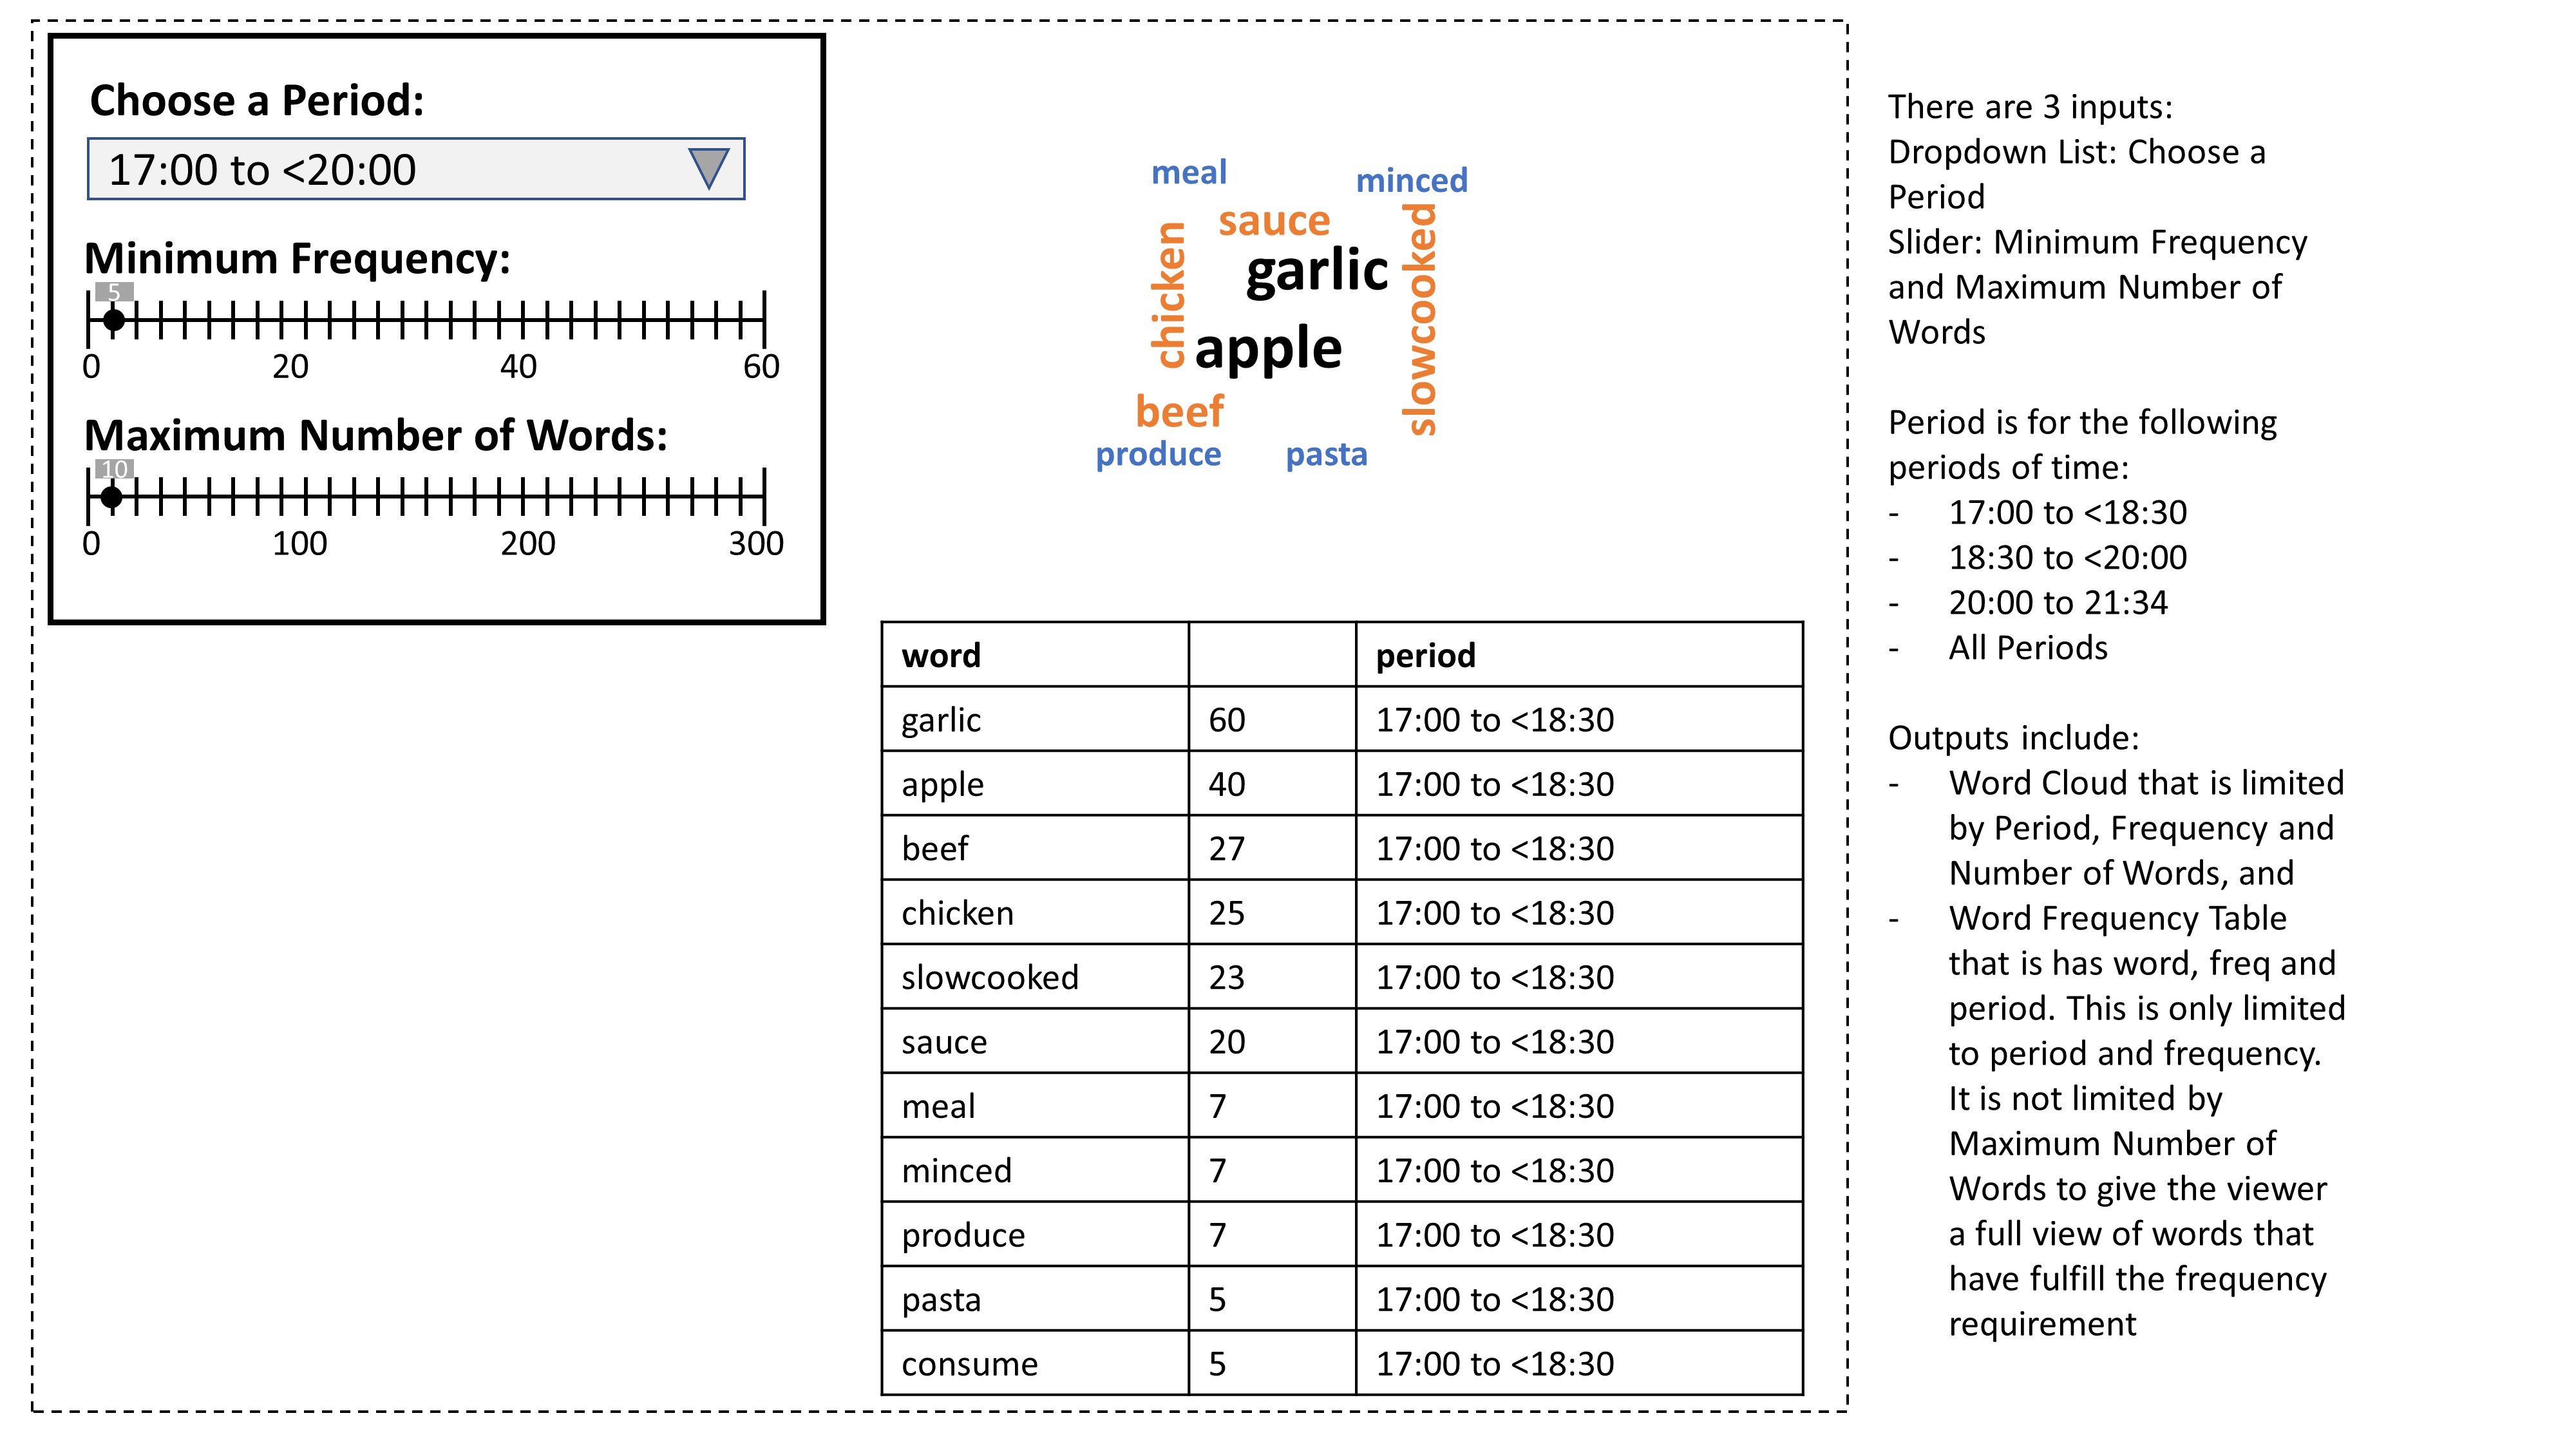 Choose a Period:
17:00 to <20:00
Minimum Frequency:
5
0 20 40 60
Maximum Number of Words:
10
0 100 200 300
meal
minced
sauce
chicken
garlic
slowcooked
apple
beef
produce
pasta
word period
garlic 60 17:00 to <18:30
apple 40 17:00 to <18:30
beef 27 17:00 to <18:30
chicken 25 17:00 to <18:30
slowcooked 23 17:00 to <18:30
sauce 20 17:00 to <18:30
meal 7 17:00 to <18:30
minced 7 17:00 to <18:30
produce 7 17:00 to <18:30
pasta 5 17:00 to <18:30
consume 5 17:00 to <18:30
There are 3 inputs:
Dropdown List: Choose a
Period
Slider: Minimum Frequency
and Maximum Number of
Words
Period is for the following
periods of time:
- 17:00 to <18:30
- 18:30 to <20:00
- 20:00 to 21:34
- All Periods
Outputs include:
- Word Cloud that is limited
by Period, Frequency and
Number of Words, and
- Word Frequency Table
that is has word, freq and
period. This is only limited
to period and frequency.
It is not limited by
Maximum Number of
Words to give the viewer
a full view of words that
have fulfill the frequency
requirement